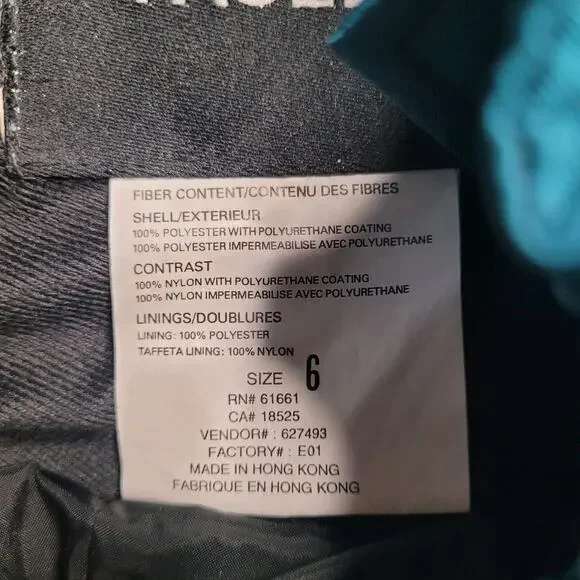 FIBER CONTENT/CONTENU DES FIBRES
SHELL/EXTERIEUR
100% POLYESTER WITH POLYURETHANE COATING
100% POLYESTER IMPERMEABILISE AVEC POLYURETHANE
CONTRAST
100% NYLON WITH POLYURETHANE COATING
100% NYLON IMPERMEABILISE AVEC POLYURETHANE
LININGS/DOUBLURES
LINING: 100% POLYESTER
TAFFETA LINING: 100% NYLON
SIZE 6
RN# 61661
CA# 18525
VENDOR# : 627493
FACTORY# : E01
MADE IN HONG KONG
FABRIQUE EN HONG KONG